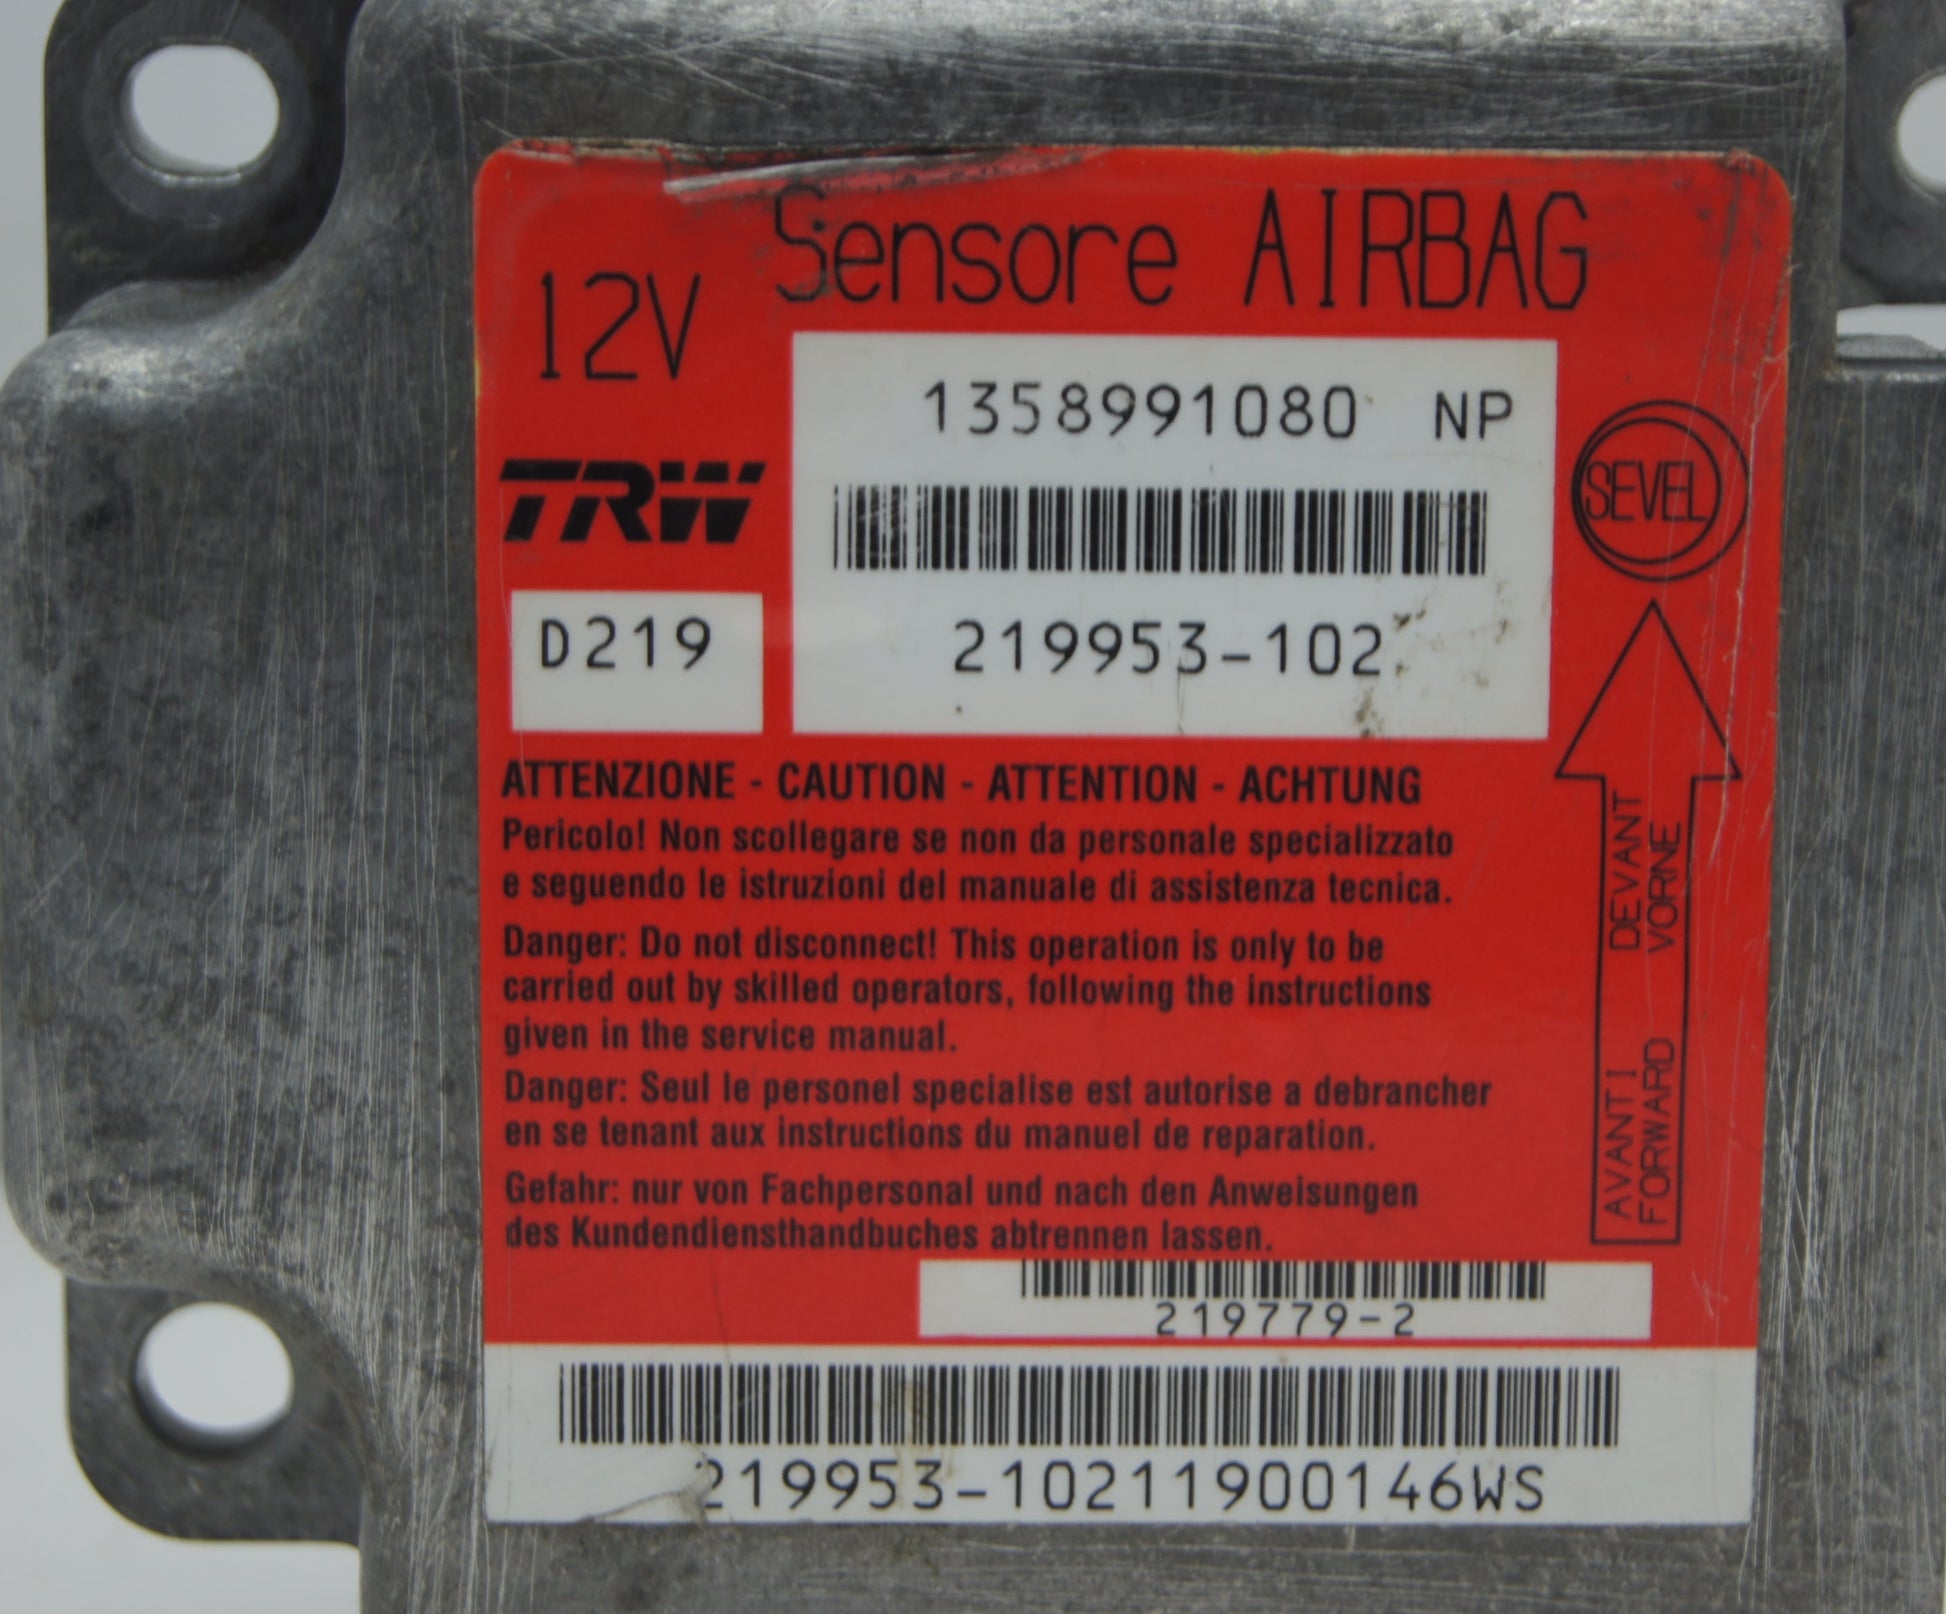 Sensore AIRBAG
12V
1358991080 NP
TRW
SEVEL
D219
219953-102
ATTENZIONE - CAUTION - ATTENTION - ACHTUNG
Pericolo! Non scollegare se non da personale specializzato
e seguendo le istruzioni del manuale di assistenza tecnica.
Danger: Do not disconnect! This operation is only to be
carried out by skilled operators, following the instructions
given in the service manual.
Danger: Seul le personel specialise est autorise a debrancher
en se tenant aux instructions du manuel de reparation.
Gefahr: nur von Fachpersonal und nach den Anweisungen
des Kundendiensthandbuches abtrennen lassen.
AVANTI DEVANT
FORWARD VORNE
219779-2
219953-10211900146WS